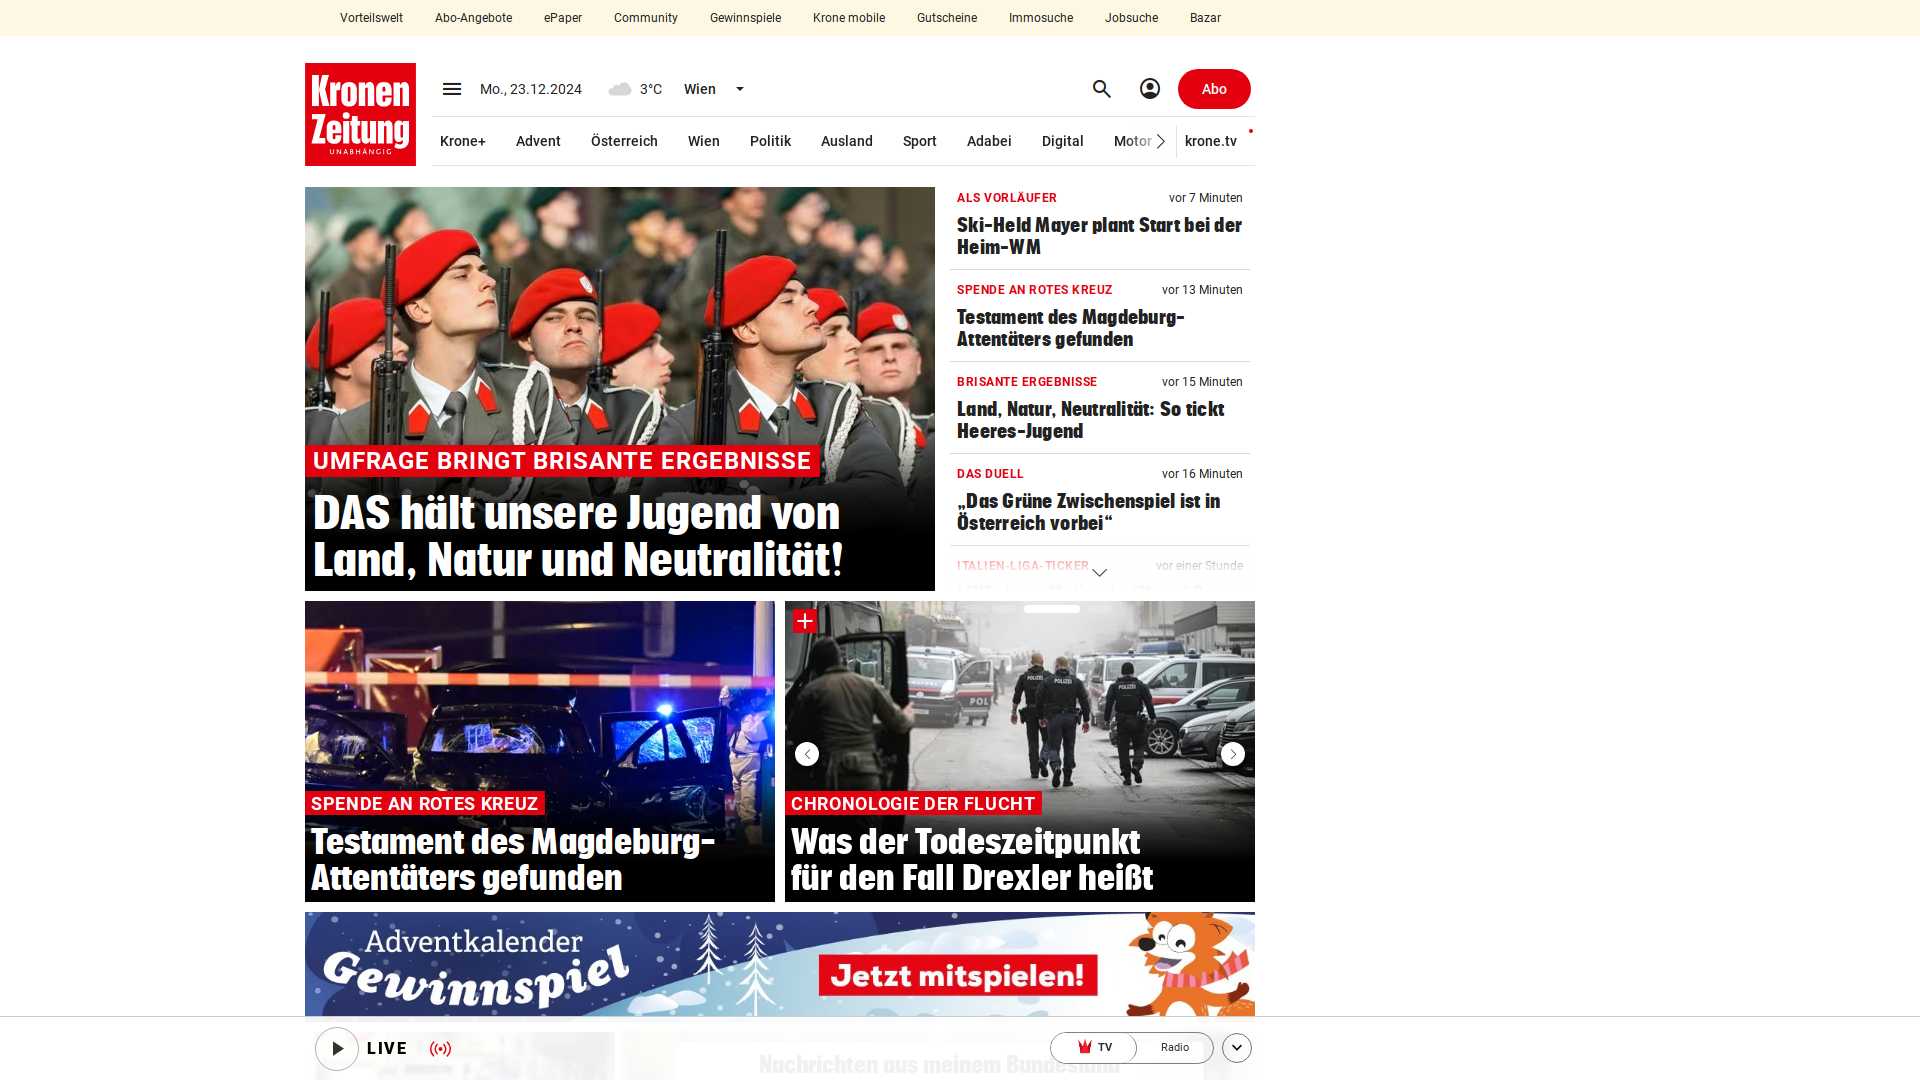 Vorteilswelt Abo-Angebote ePaper Community Gewinnspiele Krone mobile Gutscheine Immosuche Jobsuche Bazar
Kronen
Zeitung
UNABHÄNGIG
Mo., 23.12.2024 3°C Wien
Abo
Krone+ Advent Österreich Wien Politik Ausland Sport Adabei Digital Motor krone.tv
UMFRAGE BRINGT BRISANTE ERGEBNISSE
DAS hält unsere Jugend von
Land, Natur und Neutralität!
ALS VORLÄUFER vor 7 Minuten
Ski-Held Mayer plant Start bei der
Heim-WM
SPENDE AN ROTES KREUZ vor 13 Minuten
Testament des Magdeburg-
Attentäters gefunden
BRISANTE ERGEBNISSE vor 15 Minuten
Land, Natur, Neutralität: So tickt
Heeres-Jugend
DAS DUELL vor 16 Minuten
„Das Grüne Zwischenspiel ist in
Österreich vorbei“
ITALIEN-LIGA-TICKER vor einer Stunde
SPENDE AN ROTES KREUZ
Testament des Magdeburg-
Attentäters gefunden
POLIZEI
POLIZEI
POLIZEI
POL
CHRONOLOGIE DER FLUCHT
Was der Todeszeitpunkt
für den Fall Drexler heißt
Adventkalender
Gewinnspiel
Jetzt mitspielen!
LIVE
TV Radio
Nachrichten aus meinem Bundesland